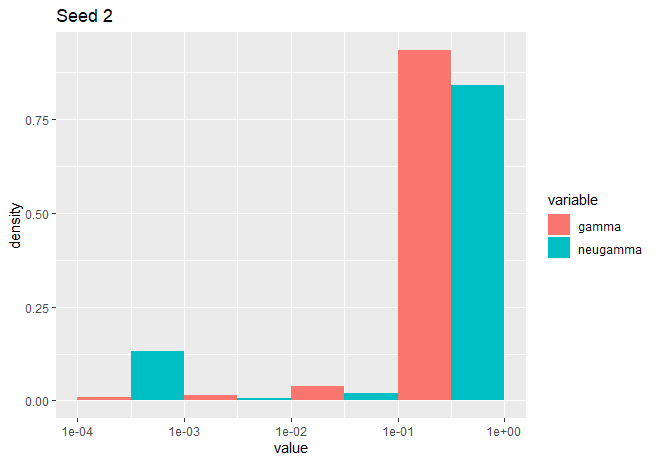 Seed 2
density
0.75
0.50
0.25
0.00
1e-04 1e-03 1e-02 1e-01 1e+00
value
variable
gamma
neugamma